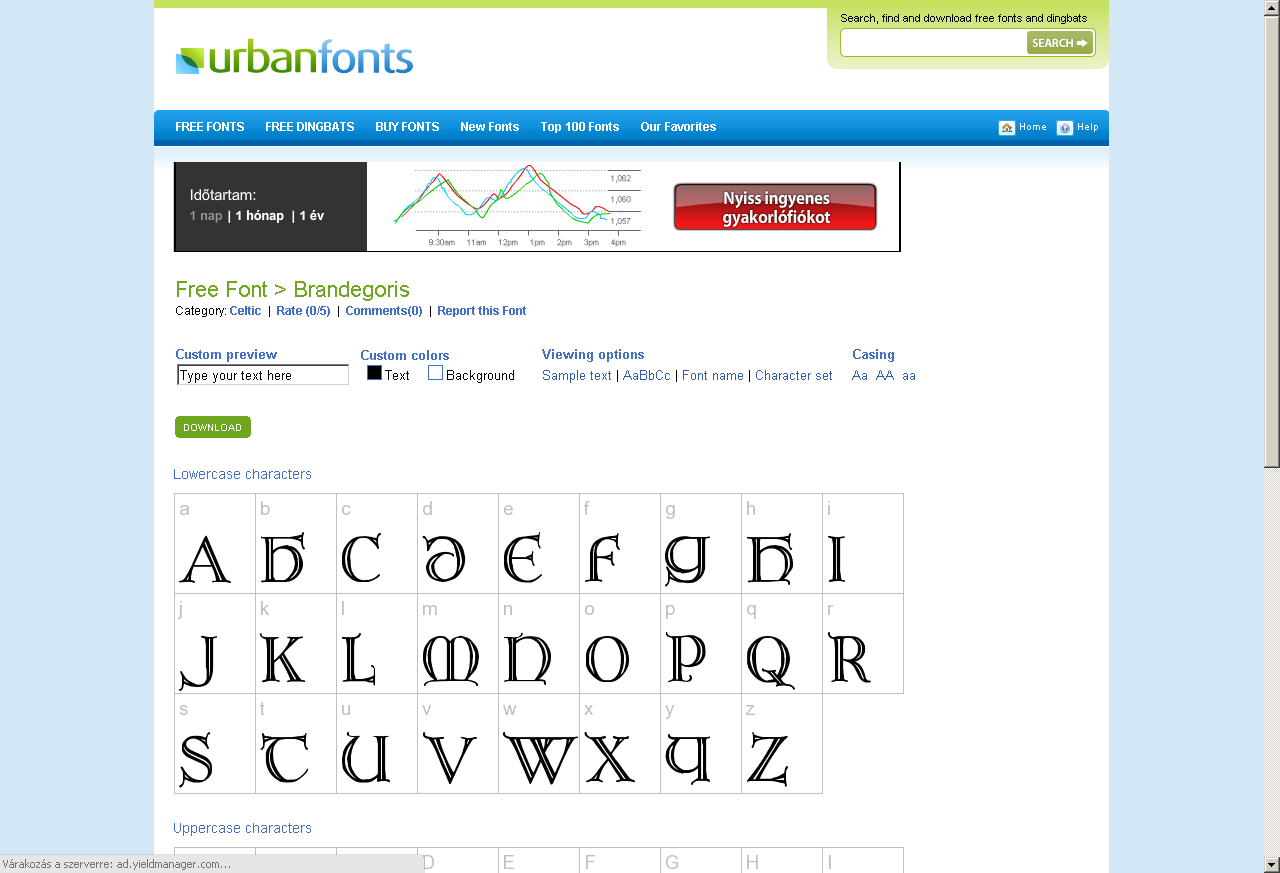 Search, find and download free fonts and dingbats
urbanfonts
SEARCH
FREE FONTS FREE DINGBATS BUY FONTS New Fonts Top 100 Fonts Our Favorites Home Help
Időtartam:
1 nap | 1 hónap | 1 év
1,062
1,060
1,057
9:30am 11am 12pm 1pm 2pm 3pm 4pm
Nyiss ingyenes
gyakorlófiókot
Free Font > Brandegoris
Category: Celtic | Rate (0/5) | Comments(0) | Report this Font
Custom preview Custom colors Viewing options Casing
Type your text here Text Background Sample text | AaBbCc | Font name | Character set Aa AA aa
DOWNLOAD
Lowercase characters
a b c d e f g h i
A B C D E F G H I
j k l m n o p q r
J K L M N O P Q R
s t u v w x y z
S T U V W X Y Z
Uppercase characters
D E F G H I
Várakozás a szerverre: ad.yieldmanager.com...